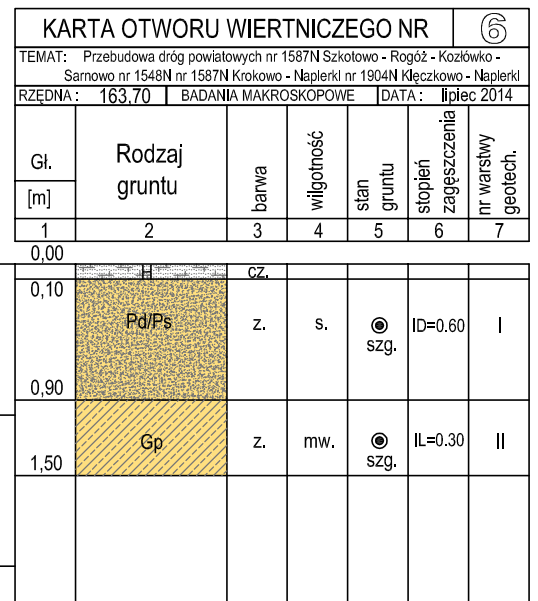 KARTA OTWORU WIERTNICZEGO NR 6
TEMAT: Przebudowa dróg powiatowych nr 1587N Szkotowo - Rogóż - Kozłówko -
Sarnowo nr 1548N nr 1587N Krokowo - Napierki nr 1904N Klęczkowo - Napierki
RZĘDNA : 163,70 BADANIA MAKROSKOPOWE DATA : lipiec 2014
Gł.
[m]
Rodzaj
gruntu
barwa
wilgotność
stan
gruntu
stopień
zagęszczenia
nr warstwy
geotech.
1 2 3 4 5 6 7
0,00
H cz.
0,10
Pd/Ps z. s. szg. ID=0.60 I
0,90
Gp z. mw. szg. IL=0.30 II
1,50